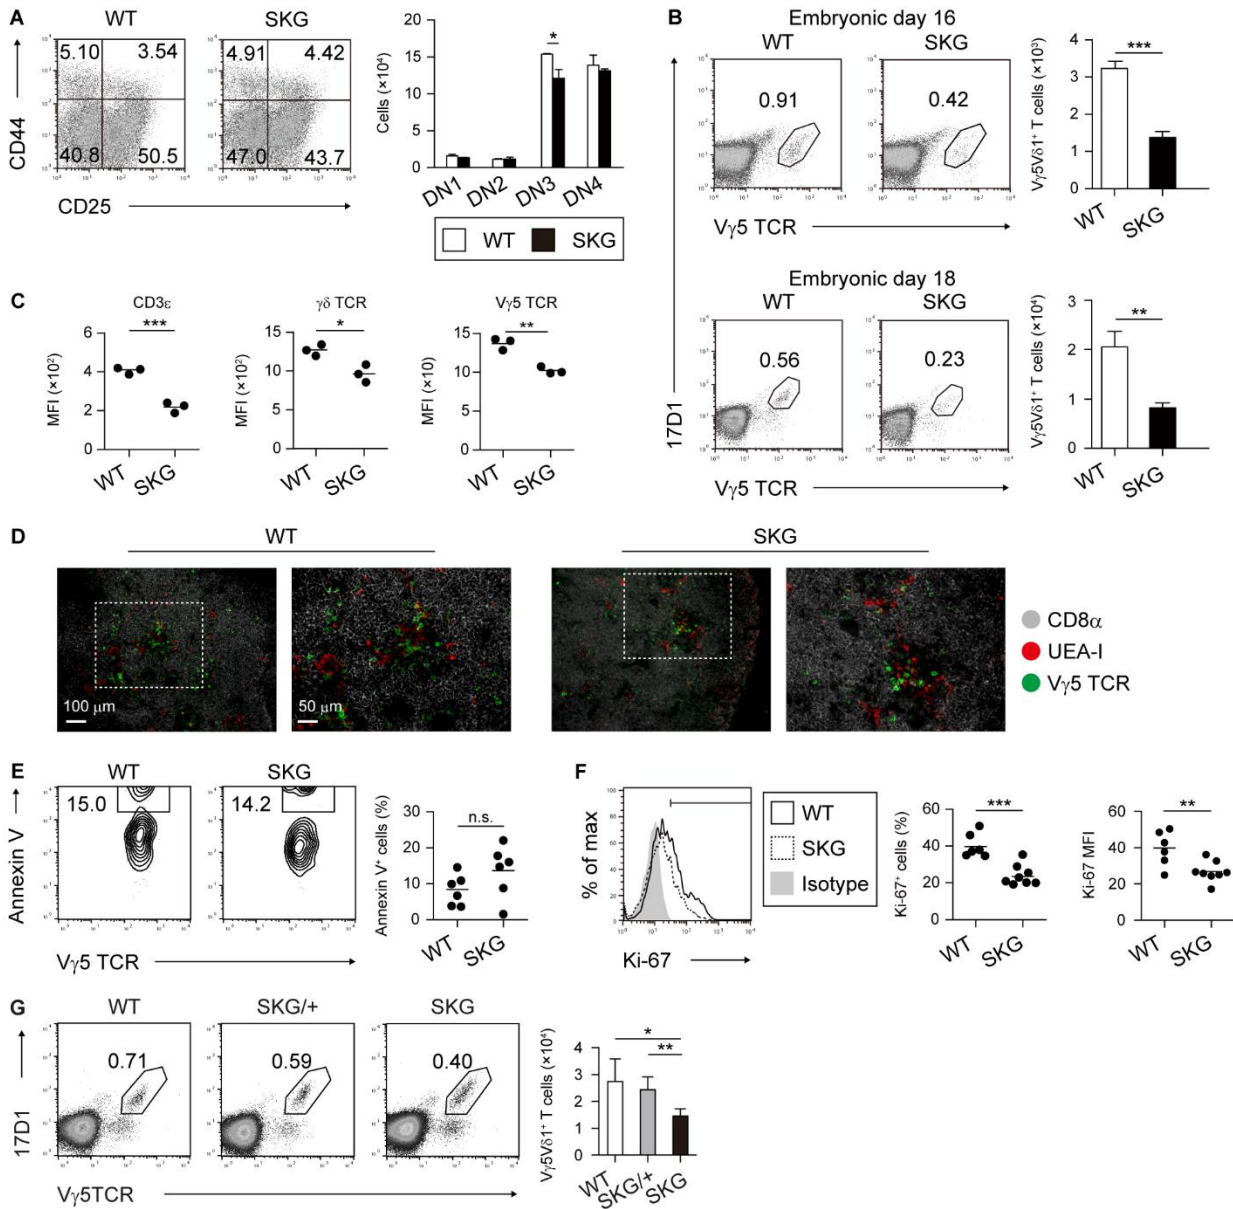 A
WT
SKG
5.10
3.54
4.91
4.42
40.8
50.5
47.0
43.7
CD44
CD25
Cells (×10⁴)
20
15
10
5
0
*
DN1
DN2
DN3
DN4
WT
SKG
B
Embryonic day 16
WT
SKG
0.91
0.42
Vγ5 TCR
Vγ5Vδ1⁺ T cells (×10³)
4
3
2
1
0
***
WT
SKG
Embryonic day 18
WT
SKG
0.56
0.23
17D1
Vγ5 TCR
Vγ5Vδ1⁺ T cells (×10⁴)
3
2
1
0
**
WT
SKG
C
CD3ε
***
MFI (×10²)
6
4
2
0
WT
SKG
γδ TCR
*
MFI (×10²)
15
10
5
0
WT
SKG
Vγ5 TCR
**
MFI (×10)
15
10
5
0
WT
SKG
D
WT
SKG
100 μm
50 μm
CD8α
UEA-I
Vγ5 TCR
E
WT
SKG
15.0
14.2
Annexin V
Vγ5 TCR
Annexin V⁺ cells (%)
30
20
10
0
n.s.
WT
SKG
F
% of max
100
80
60
40
20
0
Ki-67
WT
SKG
Isotype
Ki-67⁺ cells (%)
60
40
20
0
***
WT
SKG
Ki-67 MFI
60
40
20
0
**
WT
SKG
G
WT
SKG/+
SKG
0.71
0.59
0.40
17D1
Vγ5TCR
Vγ5Vδ1⁺ T cells (×10⁴)
4
3
2
1
0
*
**
WT
SKG/+
SKG